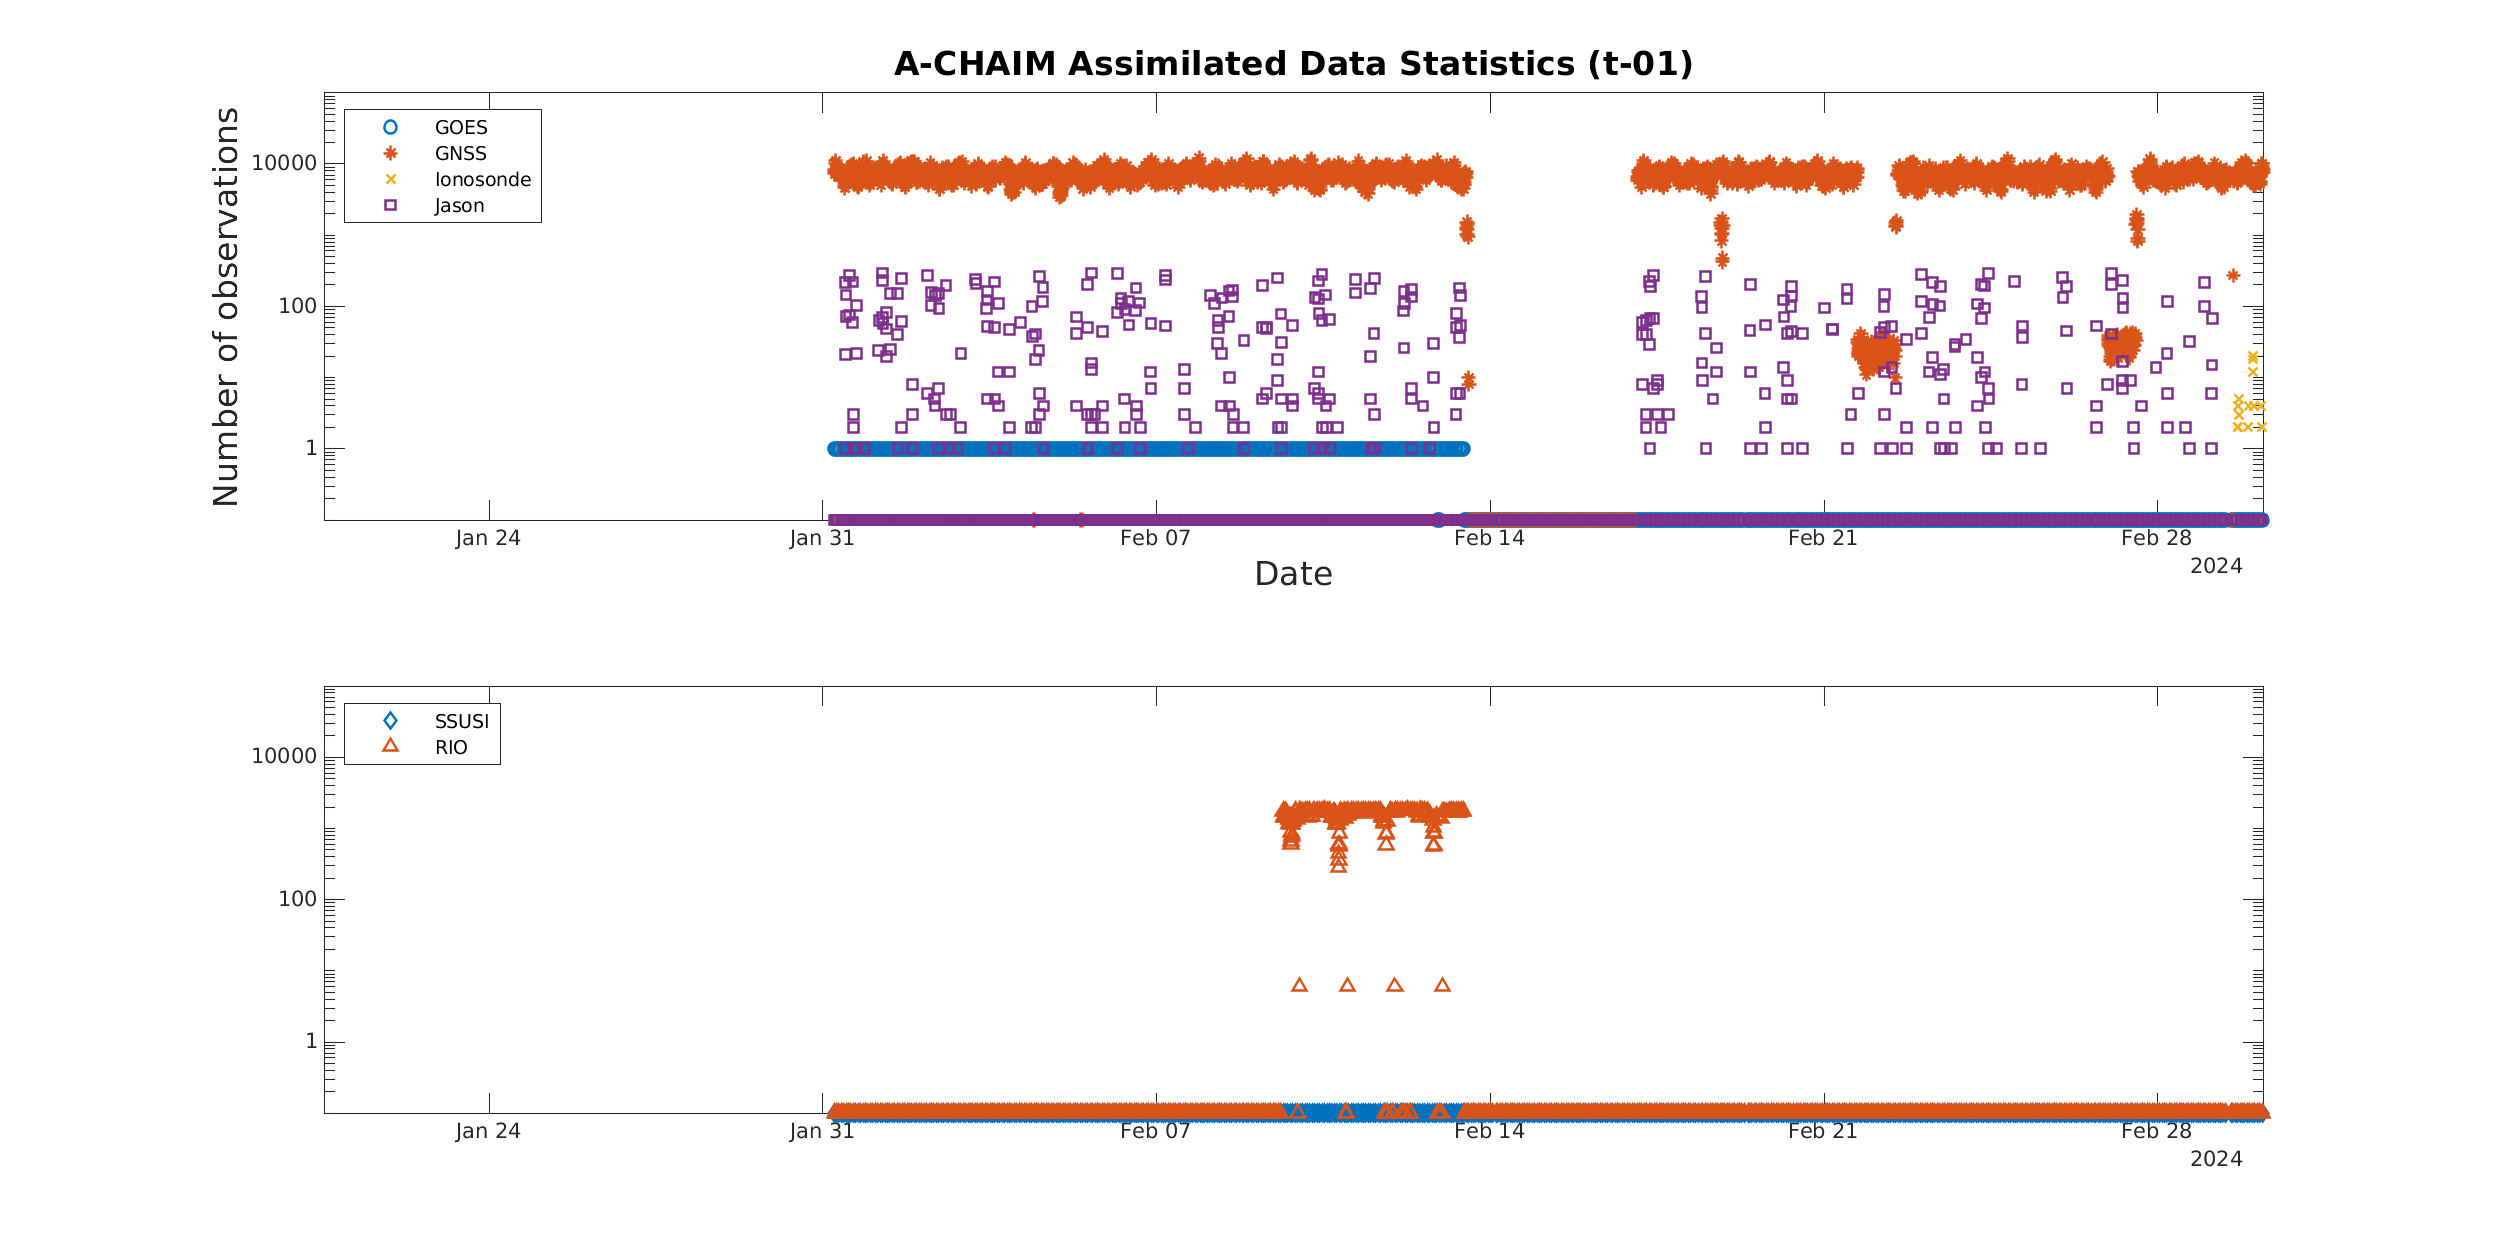 A-CHAIM Assimilated Data Statistics (t-01)
Number of observations
10000
100
1
GOES
GNSS
Ionosonde
Jason
Jan 24
Jan 31
Feb 07
Feb 14
Feb 21
Feb 28
2024
Date
10000
100
1
SSUSI
RIO
Jan 24
Jan 31
Feb 07
Feb 14
Feb 21
Feb 28
2024